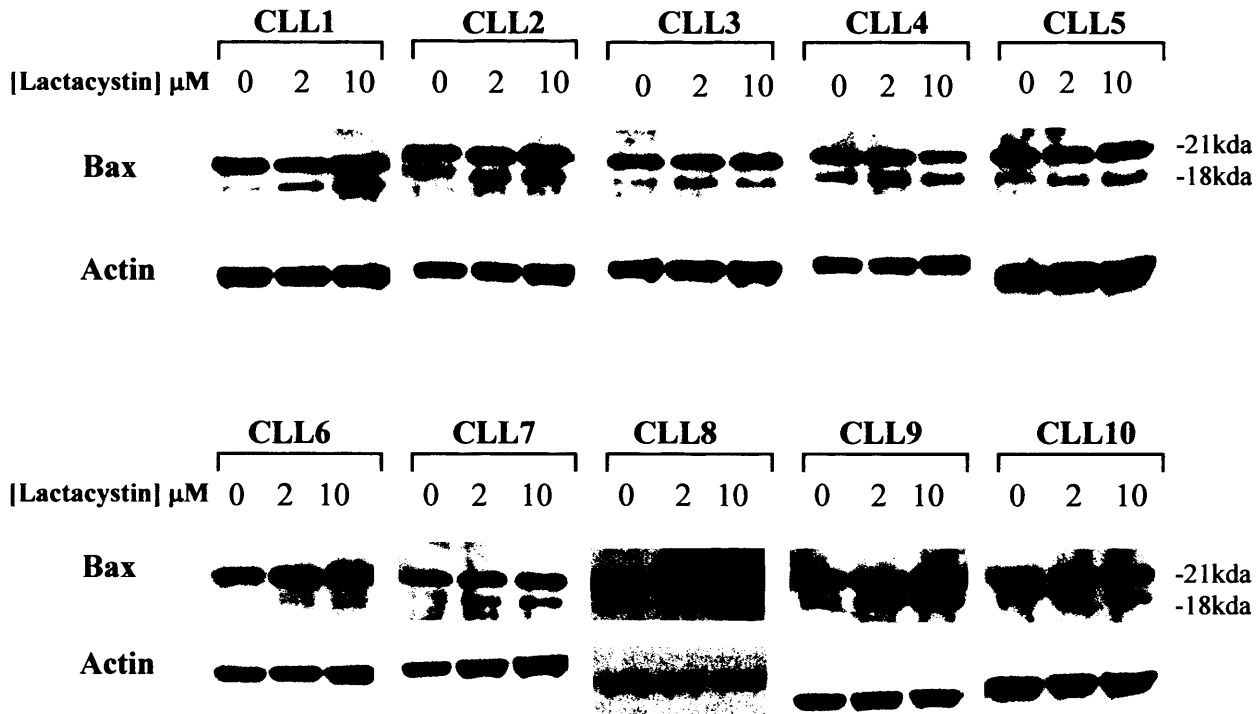 CLL1 CLL2 CLL3 CLL4 CLL5
[Lactacystin] μM 0 2 10 0 2 10 0 2 10 0 2 10 0 2 10
Bax -21kda
-18kda
Actin
CLL6 CLL7 CLL8 CLL9 CLL10
[Lactacystin] μM 0 2 10 0 2 10 0 2 10 0 2 10 0 2 10
Bax -21kda
-18kda
Actin